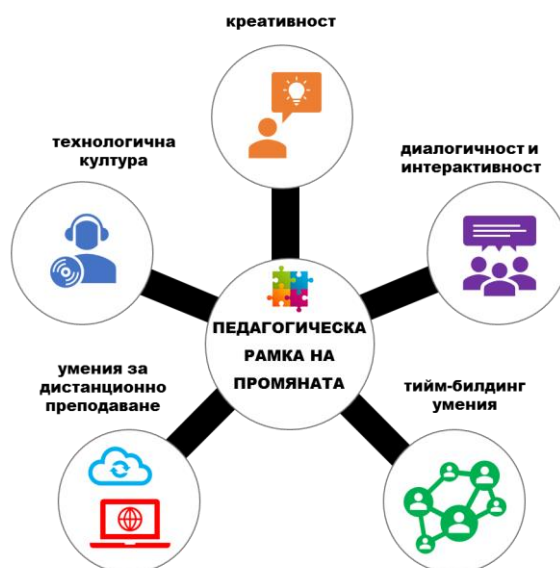 креативност
технологична
култура
диалогичност и
интерактивност
ПЕДАГОГИЧЕСКА
РАМКА НА
ПРОМЯНАТА
умения за
дистанционно
преподаване
тийм-билдинг
умения